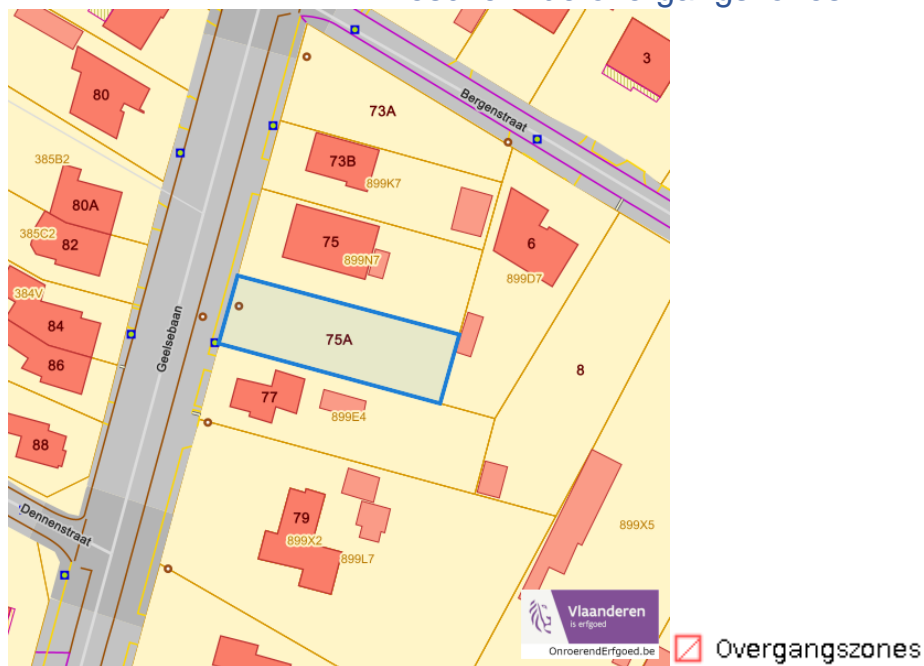 overgangszones
3
80
73A
Bergenstraat
73B
385B2
899K7
80A
385C2
82
75
6
899N7
899D7
384V
84
75A
Geelsebaan
86
8
77
899E4
88
Dennenstraat
79
899X2
899X5
899L7
Vlaanderen
is erfgoed
OnroerendErfgoed.be
Overgangszones